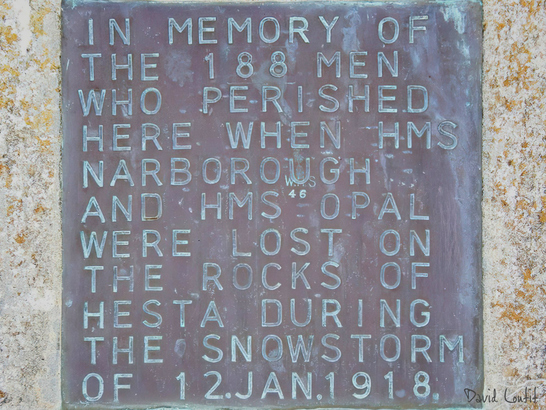 IN MEMORY OF
THE 188 MEN
WHO PERISHED
HERE WHEN HMS
NARBOROUGH
AND HMS OPAL
WERE LOST ON
THE ROCKS OF
HESTA DURING
THE SNOWSTORM
OF 12.JAN.1918.
46
David